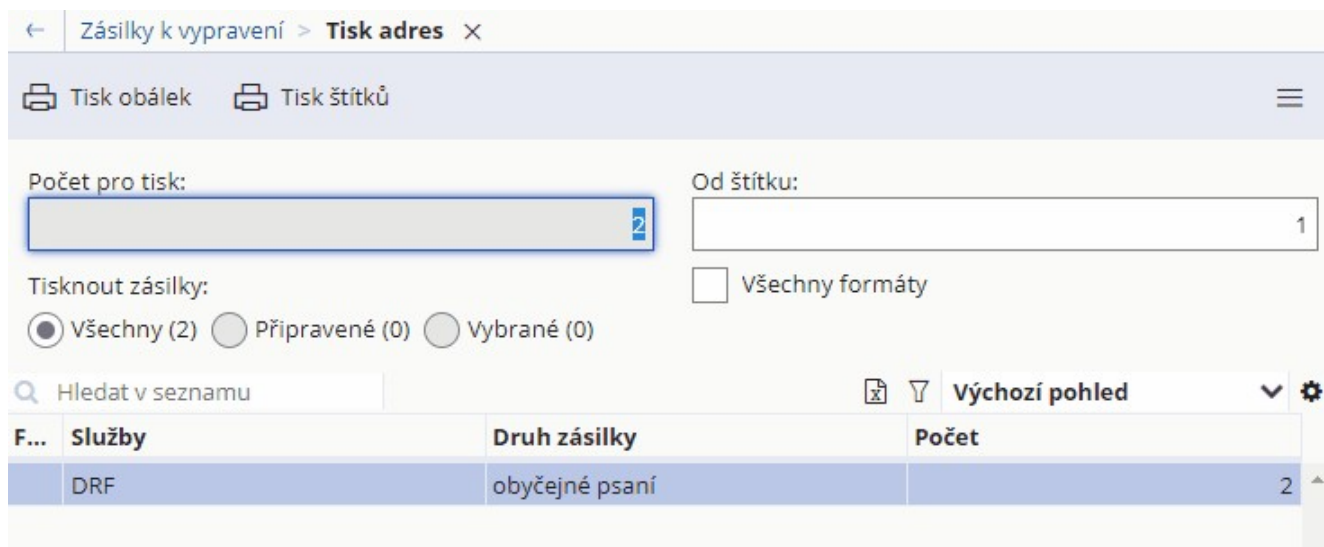 ← Zásilky k vypravení > Tisk adres ×
Tisk obálek Tisk štítků
Počet pro tisk: Od štítku:
2 1
Tisknout zásilky: Všechny formáty
Všechny (2) Připravené (0) Vybrané (0)
Hledat v seznamu Výchozí pohled
F... Služby Druh zásilky Počet
DRF obyčejné psaní 2